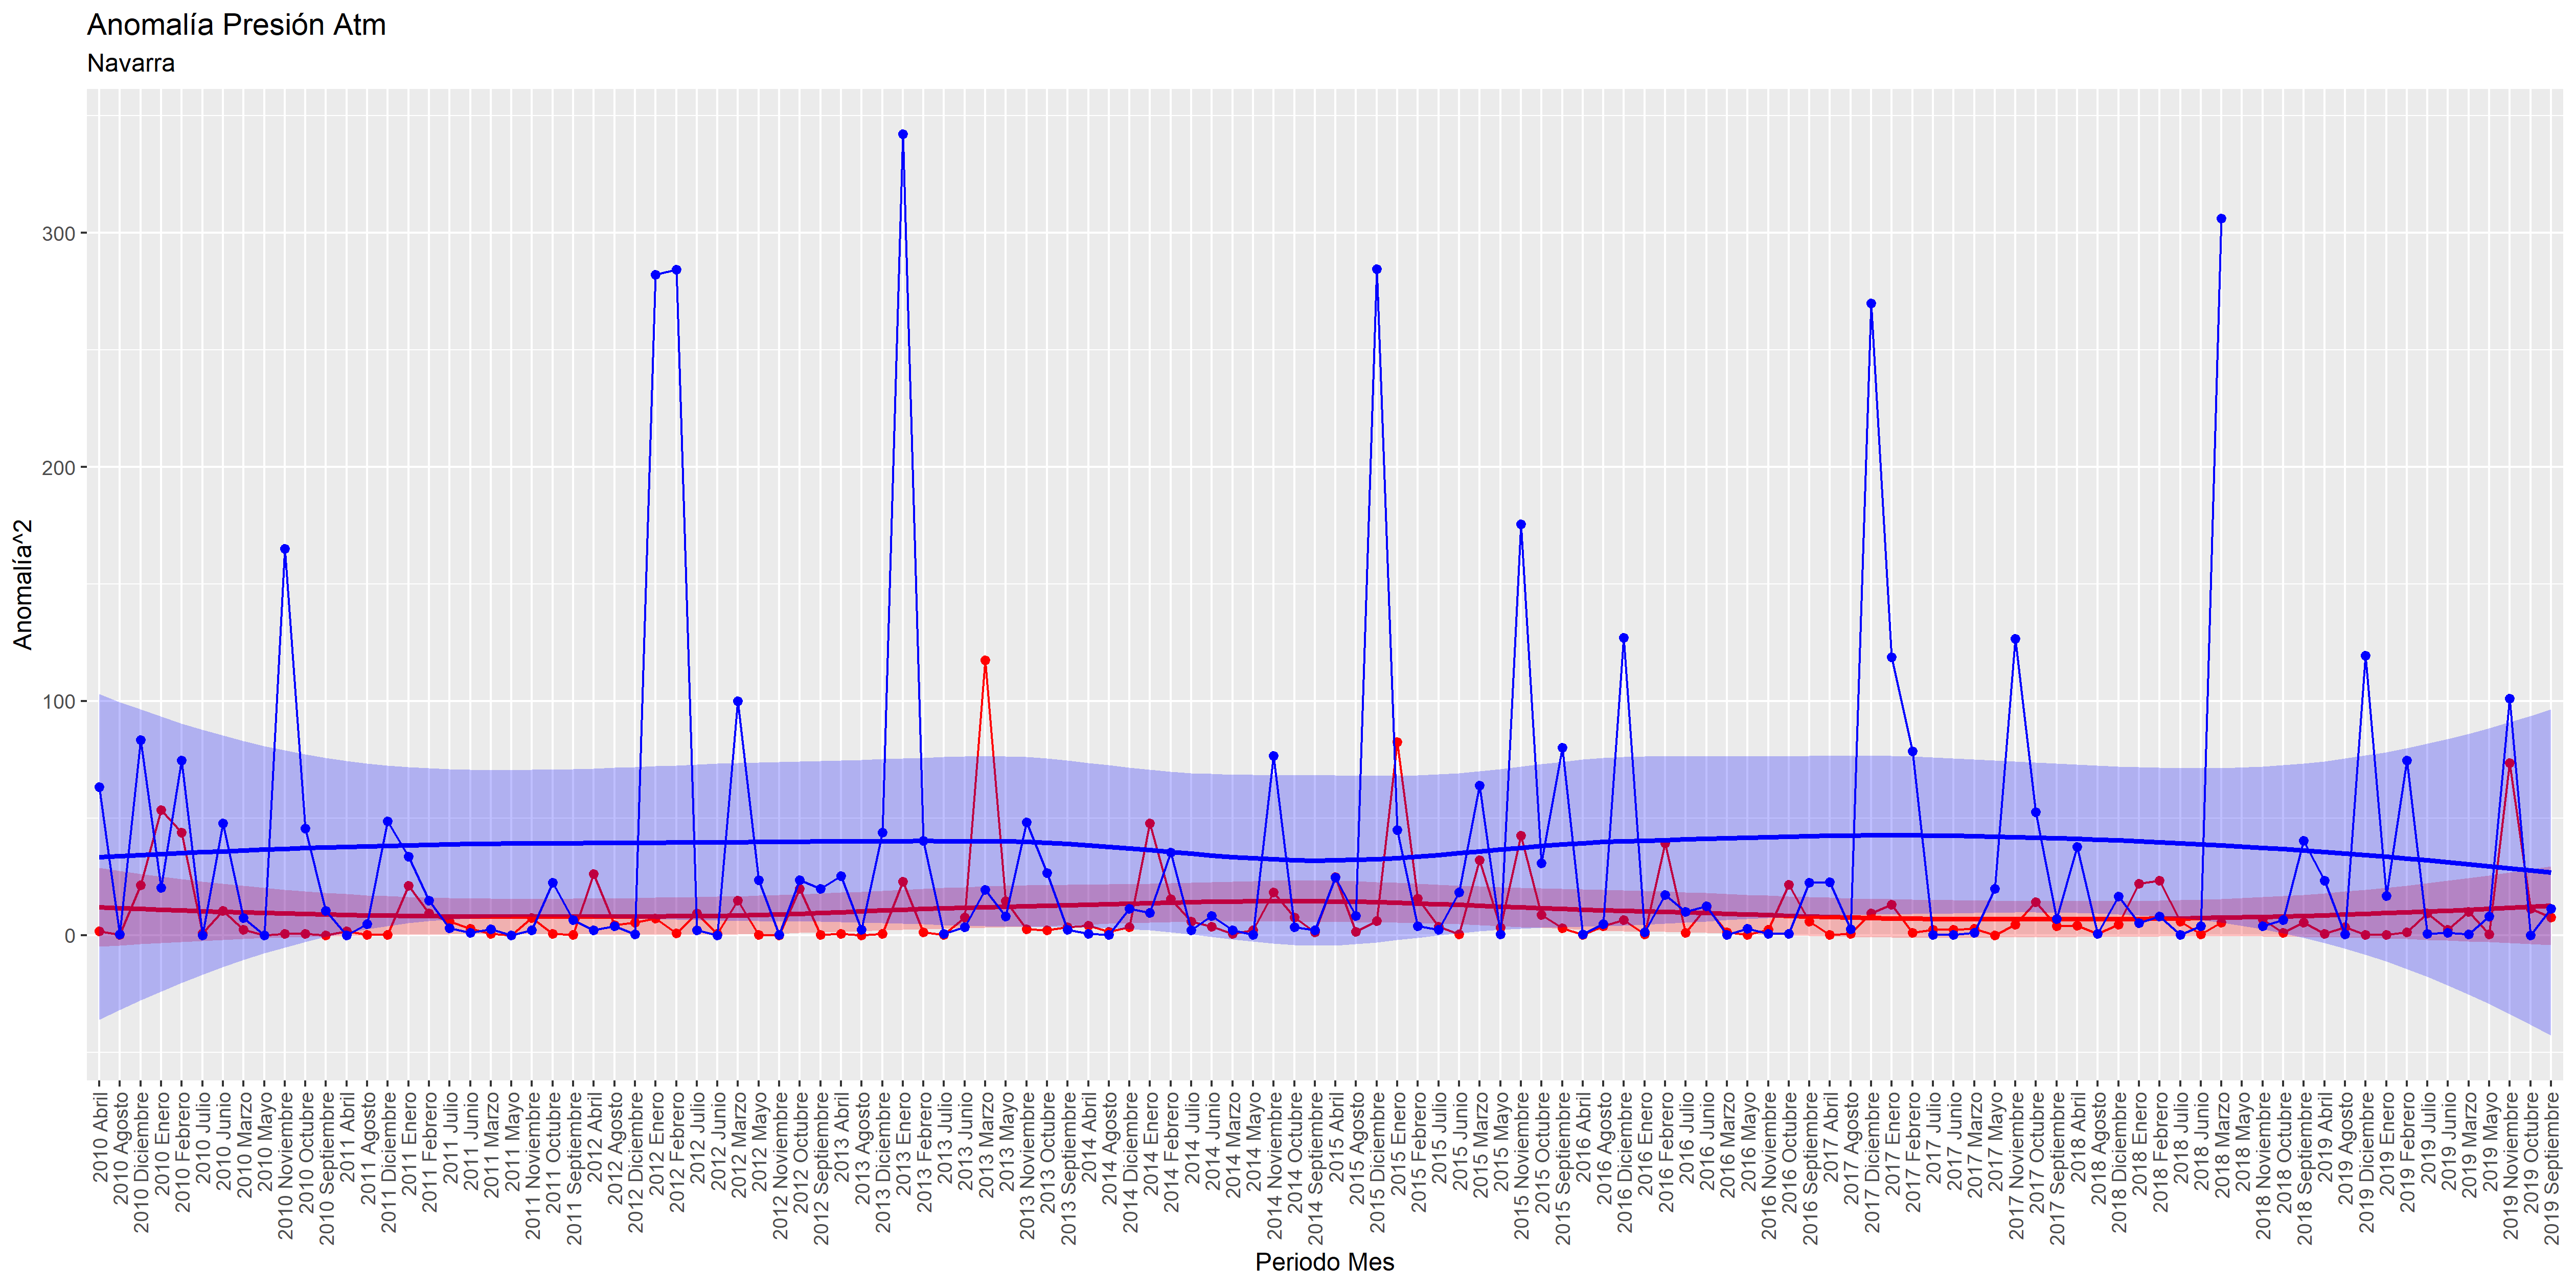 Anomalía Presión Atm
Navarra
Anomalía^2
300
200
100
0
2010 Abril
2010 Agosto
2010 Diciembre
2010 Enero
2010 Febrero
2010 Julio
2010 Junio
2010 Marzo
2010 Mayo
2010 Noviembre
2010 Octubre
2010 Septiembre
2011 Abril
2011 Agosto
2011 Diciembre
2011 Enero
2011 Febrero
2011 Julio
2011 Junio
2011 Marzo
2011 Mayo
2011 Noviembre
2011 Octubre
2011 Septiembre
2012 Abril
2012 Agosto
2012 Diciembre
2012 Enero
2012 Febrero
2012 Julio
2012 Junio
2012 Marzo
2012 Mayo
2012 Noviembre
2012 Octubre
2012 Septiembre
2013 Abril
2013 Agosto
2013 Diciembre
2013 Enero
2013 Febrero
2013 Julio
2013 Junio
2013 Marzo
2013 Mayo
2013 Noviembre
2013 Octubre
2013 Septiembre
2014 Abril
2014 Agosto
2014 Diciembre
2014 Enero
2014 Febrero
2014 Julio
2014 Junio
2014 Marzo
2014 Mayo
2014 Noviembre
2014 Octubre
2014 Septiembre
2015 Abril
2015 Agosto
2015 Diciembre
2015 Enero
2015 Febrero
2015 Julio
2015 Junio
2015 Marzo
2015 Mayo
2015 Noviembre
2015 Octubre
2015 Septiembre
2016 Abril
2016 Agosto
2016 Diciembre
2016 Enero
2016 Febrero
2016 Julio
2016 Junio
2016 Marzo
2016 Mayo
2016 Noviembre
2016 Octubre
2016 Septiembre
2017 Abril
2017 Agosto
2017 Diciembre
2017 Enero
2017 Febrero
2017 Julio
2017 Junio
2017 Marzo
2017 Mayo
2017 Noviembre
2017 Octubre
2017 Septiembre
2018 Abril
2018 Agosto
2018 Diciembre
2018 Enero
2018 Febrero
2018 Julio
2018 Junio
2018 Marzo
2018 Mayo
2018 Noviembre
2018 Octubre
2018 Septiembre
2019 Abril
2019 Agosto
2019 Diciembre
2019 Enero
2019 Febrero
2019 Julio
2019 Junio
2019 Marzo
2019 Mayo
2019 Noviembre
2019 Octubre
2019 Septiembre
Periodo Mes